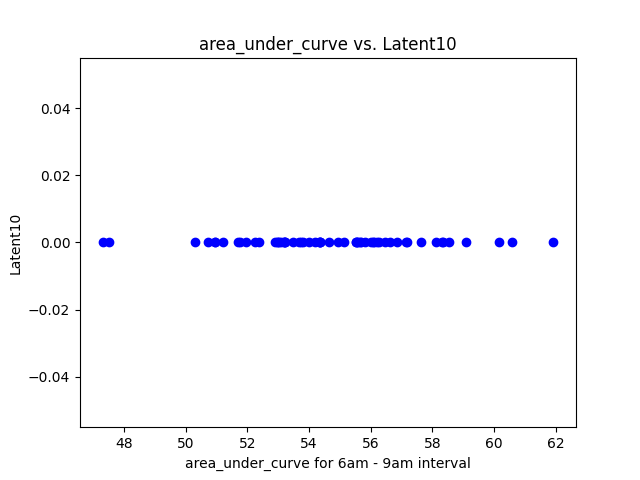 area_under_curve vs. Latent10
0.04
0.02
0.00
−0.02
−0.04
Latent10
48 50 52 54 56 58 60 62
area_under_curve for 6am - 9am interval